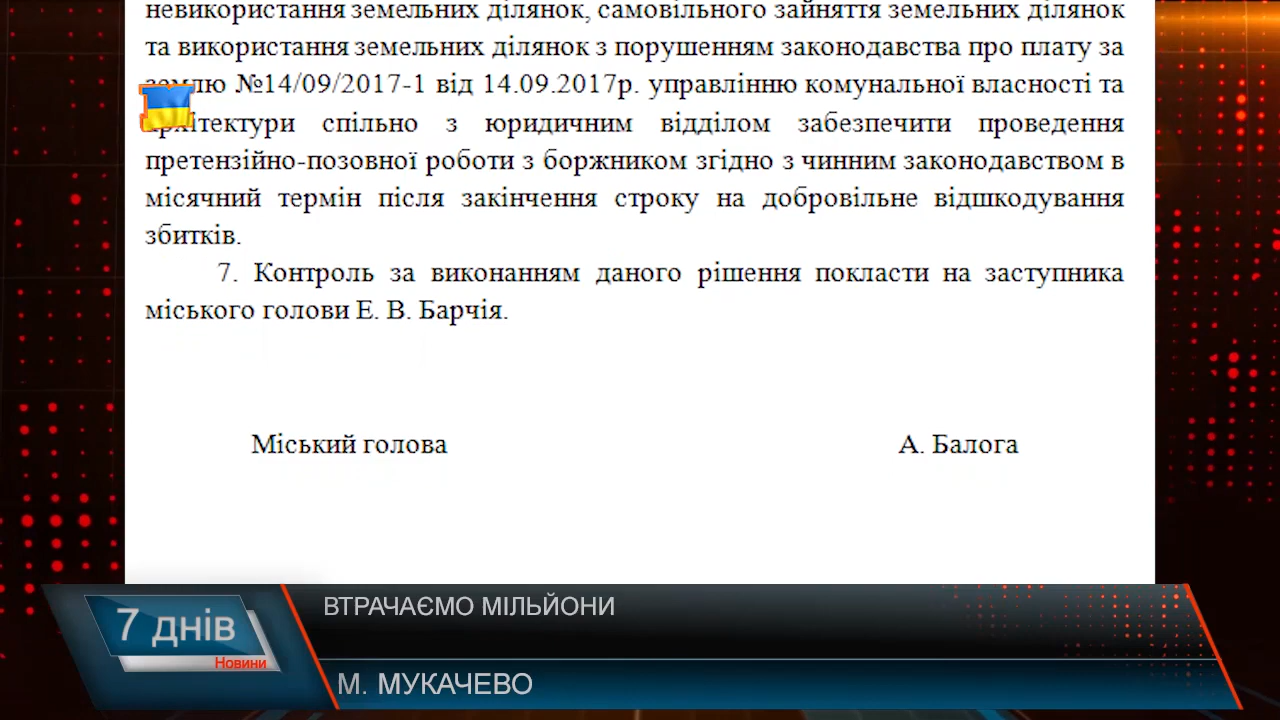 невикористання земельних ділянок, самовільного зайняття земельних ділянок
та використання земельних ділянок з порушенням законодавства про плату за
землю №14/09/2017-1 від 14.09.2017р. управлінню комунальної власності та
архітектури спільно з юридичним відділом забезпечити проведення
претензійно-позовної роботи з боржником згідно з чинним законодавством в
місячний термін після закінчення строку на добровільне відшкодування
збитків.
7. Контроль за виконанням даного рішення покласти на заступника
міського голови Е. В. Барчія.
Міський голова А. Балога
7 днів
Новини
ВТРАЧАЄМО МІЛЬЙОНИ
М. МУКАЧЕВО